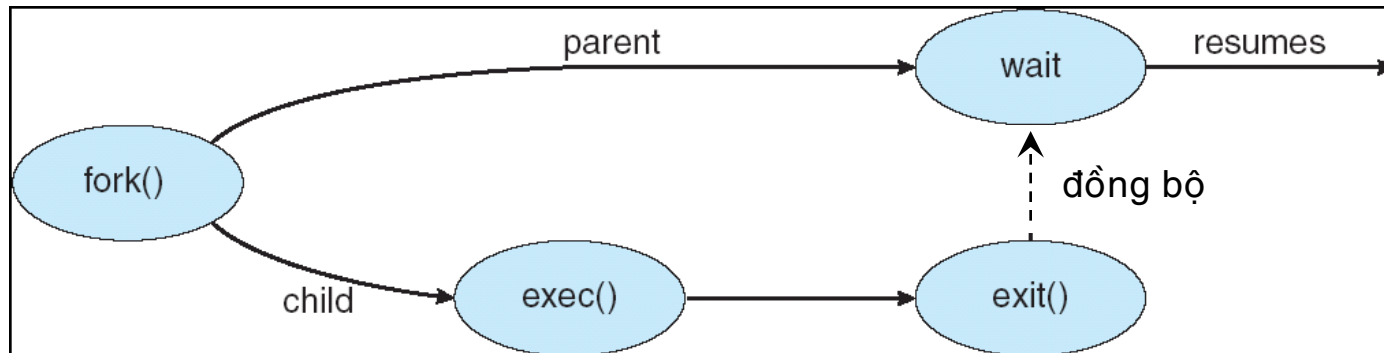 parent
wait
resumes
fork()
đồng bộ
child
exec()
exit()